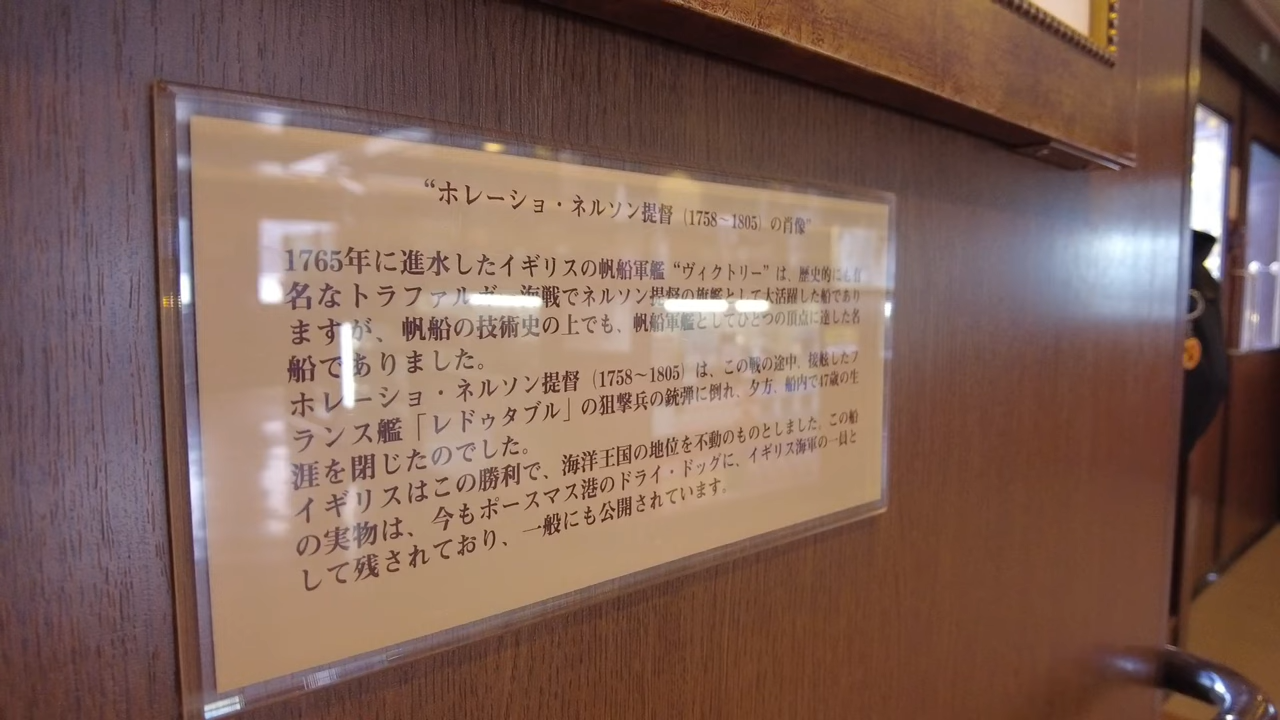 “ホレーショ・ネルソン提督（1758～1805）の肖像”
1765年に進水したイギリスの帆船軍艦“ヴィクトリー”は、歴史的にも有
名なトラファルガー海戦でネルソン提督の旗艦として大活躍した船であり
ますが、帆船の技術史の上でも、帆船軍艦としてひとつの頂点に達した名
船でありました。
ホレーショ・ネルソン提督（1758～1805）は、この戦の途中、接舷したフ
ランス艦「レドゥタブル」の狙撃兵の銃弾に倒れ、夕方、船内で47歳の生
涯を閉じたのでした。
イギリスはこの勝利で、海洋王国の地位を不動のものとしました。この船
の実物は、今もポースマス港のドライ・ドッグに、イギリス海軍の一員と
して残されており、一般にも公開されています。